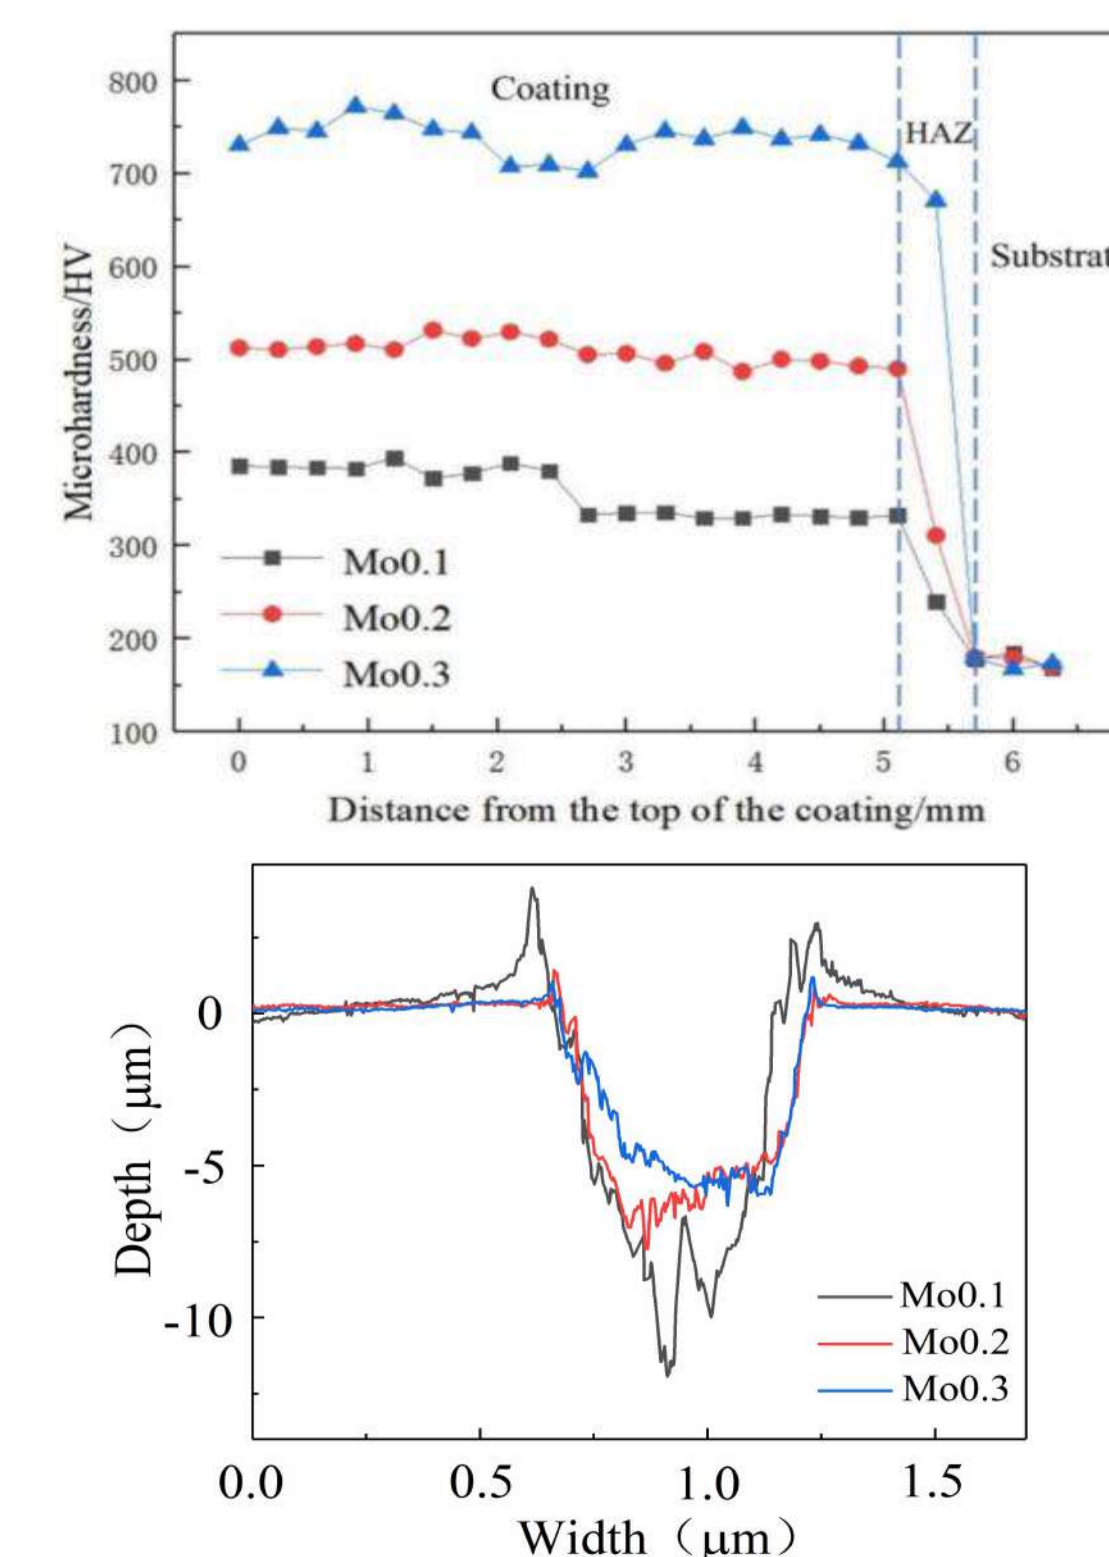 Coating
HAZ
Substrat
800
700
600
500
400
300
200
100
Microhardness/HV
Mo0.1
Mo0.2
Mo0.3
0 1 2 3 4 5 6
Distance from the top of the coating/mm
0
-5
-10
Depth（μm）
Mo0.1
Mo0.2
Mo0.3
0.0 0.5 1.0 1.5
Width（μm）